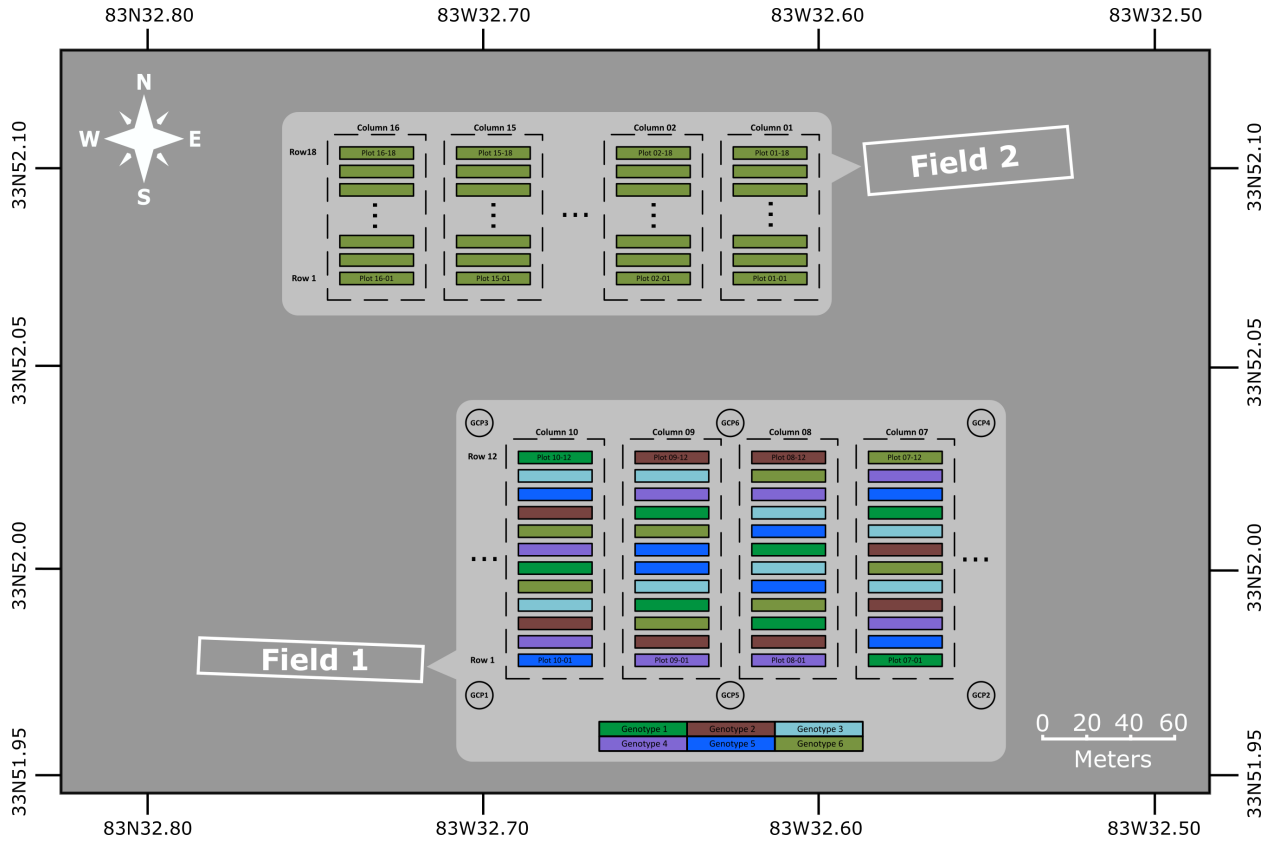 83N32.80 83W32.70 83W32.60 83W32.50
N
W E
S
33N52.10
33N52.05
33N52.00
33N51.95
33N52.10
33N52.05
33N52.00
33N51.95
Column 16 Column 15 Column 02 Column 01
Row18 Plot 16-18 Plot 15-18 ... Plot 02-18 Plot 01-18
Row 1 Plot 16-01 Plot 15-01 Plot 02-01 Plot 01-01
Field 2
GCP3 GCP6 GCP4
Column 10 Column 09 Column 08 Column 07
Row 12 Plot 10-12 Plot 09-12 Plot 08-12 Plot 07-12
... ...
Row 1 Plot 10-01 Plot 09-01 Plot 08-01 Plot 07-01
Field 1
GCP1 GCP5 GCP2
Genotype 1 Genotype 2 Genotype 3
Genotype 4 Genotype 5 Genotype 6
0 20 40 60
Meters
83N32.80 83W32.70 83W32.60 83W32.50